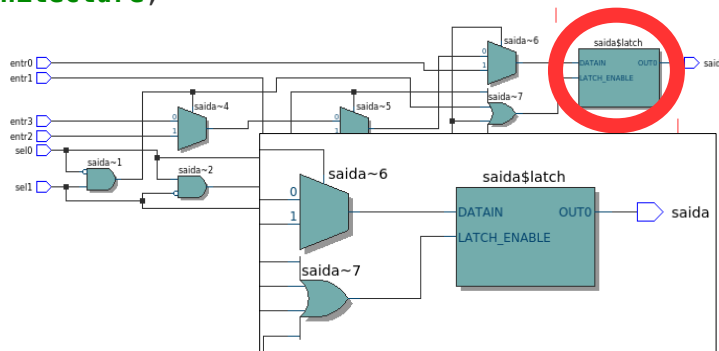 saida~6
saida$latch
entr0
0
DATAIN
OUT0
said
entr1
1
LATCH_ENABLE
saida~4
saida~5
saida~7
entr3
0
0
entr2
1
1
sel0
saida~1
saida~2
sel1
saida~6
saida$latch
0
DATAIN
OUT0
saida
1
LATCH_ENABLE
saida~7